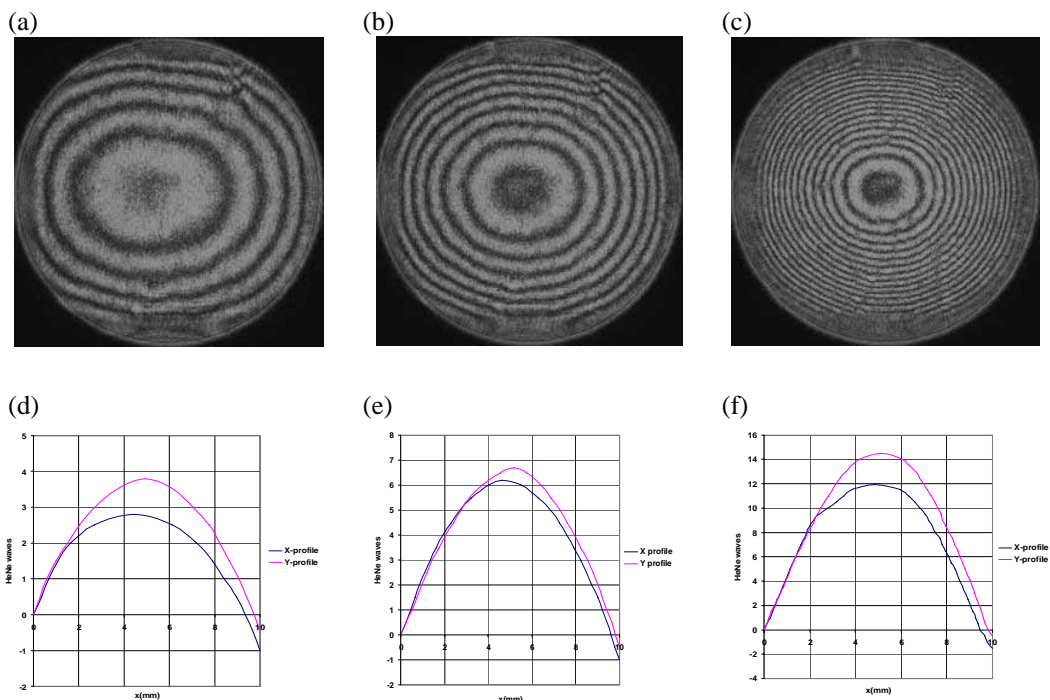 (a)
(b)
(c)
(d)
(e)
(f)
5
4
3
2
1
0
-1
-2
0 2 4 6 8 10
HeNe waves
x(mm)
X-profile
Y-profile
8
7
6
5
4
3
2
1
0
-1
-2
0 2 4 6 8 10
HeNe waves
x(mm)
X profile
Y profile
16
14
12
10
8
6
4
2
0
-2
-4
0 2 4 6 8 10
HeNe waves
x(mm)
X-profile
Y-profile